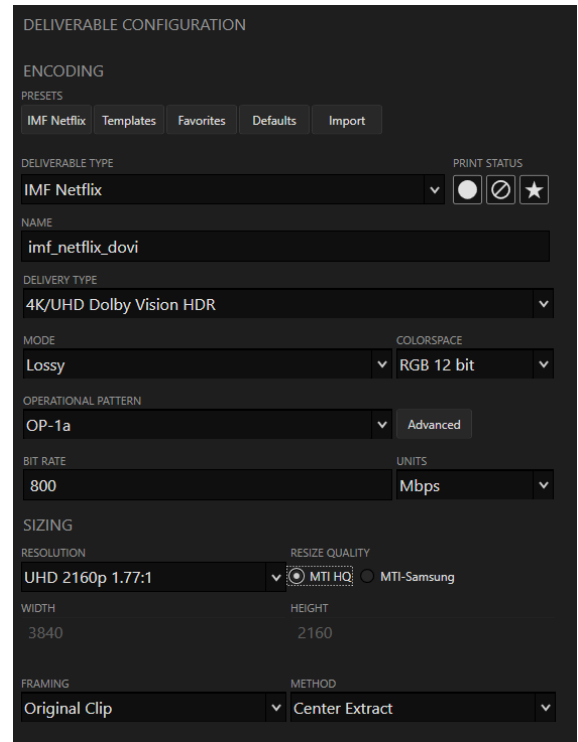 DELIVERABLE CONFIGURATION
ENCODING
PRESETS
IMF Netflix Templates Favorites Defaults Import
DELIVERABLE TYPE PRINT STATUS
IMF Netflix
NAME
imf_netflix_dovi
DELIVERY TYPE
4K/UHD Dolby Vision HDR
MODE COLORSPACE
Lossy RGB 12 bit
OPERATIONAL PATTERN
OP-1a Advanced
BIT RATE UNITS
800 Mbps
SIZING
RESOLUTION RESIZE QUALITY
UHD 2160p 1.77:1 MTI HQ MTI-Samsung
WIDTH HEIGHT
3840 2160
FRAMING METHOD
Original Clip Center Extract